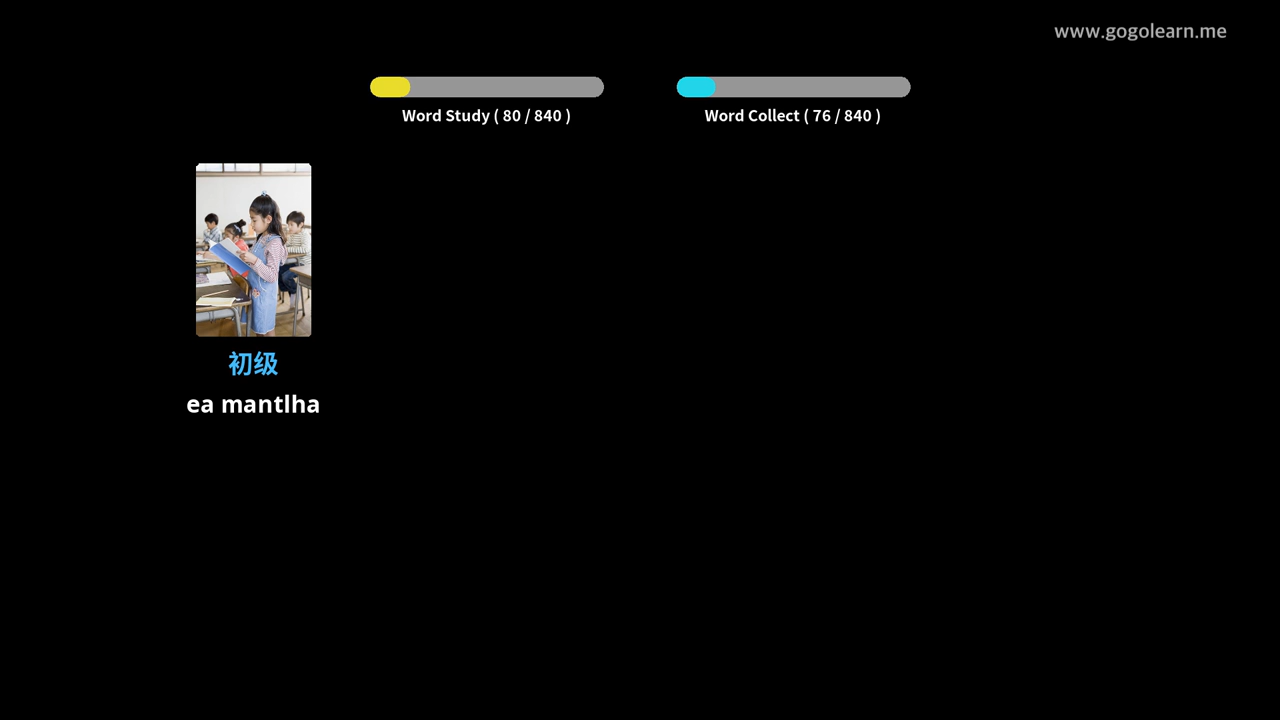 www.gogolearn.me
Word Study ( 80 / 840 )
Word Collect ( 76 / 840 )
初级
ea mantlha